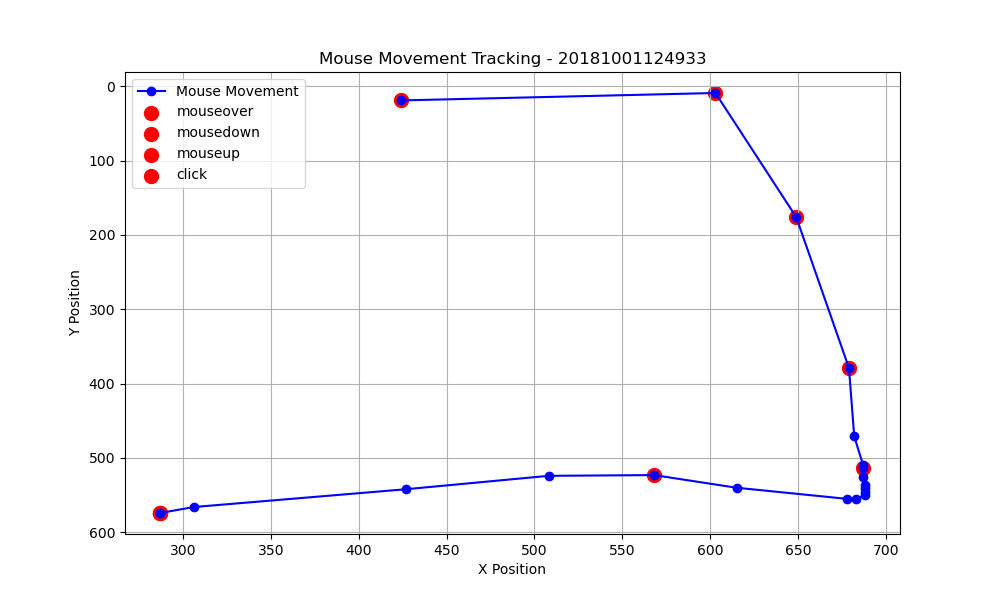 Mouse Movement Tracking - 20181001124933
Mouse Movement
mouseover
mousedown
mouseup
click
0
100
200
300
400
500
600
Y Position
300
350
400
450
500
550
600
650
700
X Position